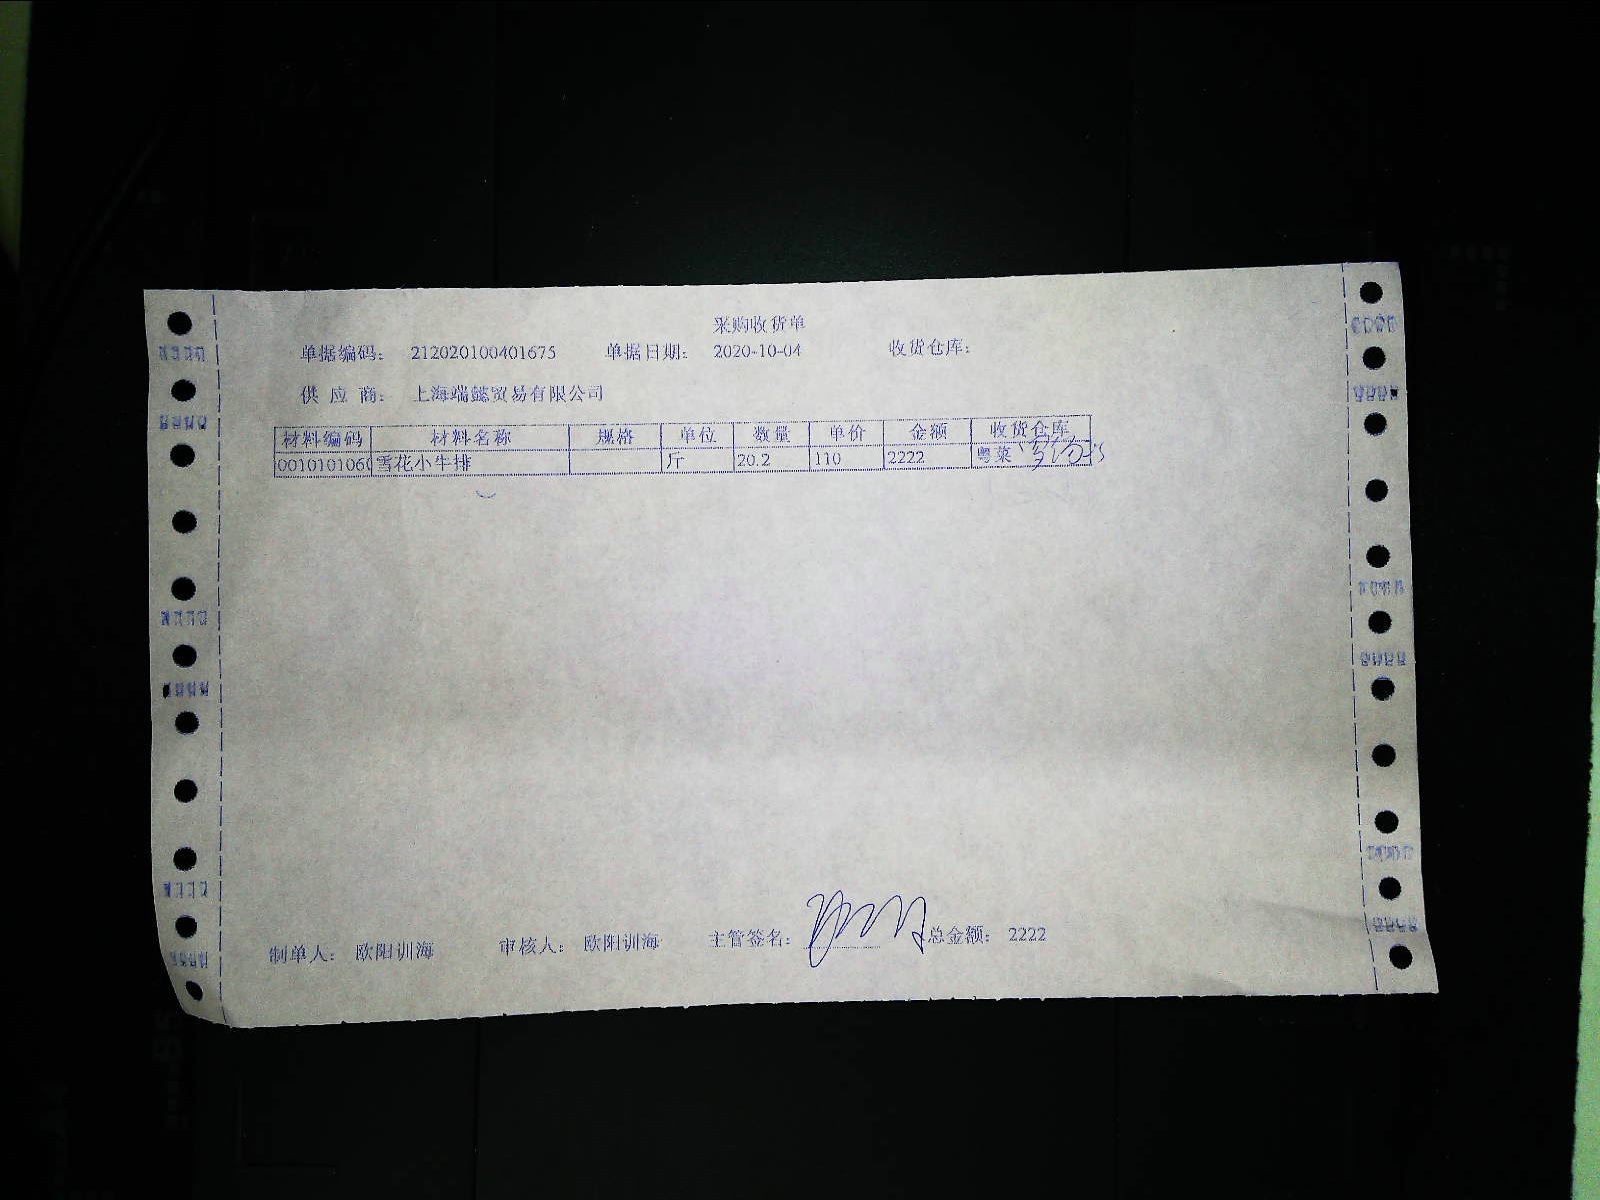 采购收货单
单据编码： 212020100401675 单据日期： 2020-10-04 收货仓库：
供 应 商： 上海端懿贸易有限公司
材料编码 材料名称 规格 单位 数量 单价 金额 收货仓库
0010101060 雪花小牛排 斤 20.2 110 2222 粤菜
制单人： 欧阳训海 审核人： 欧阳训海 主管签名： 总金额： 2222